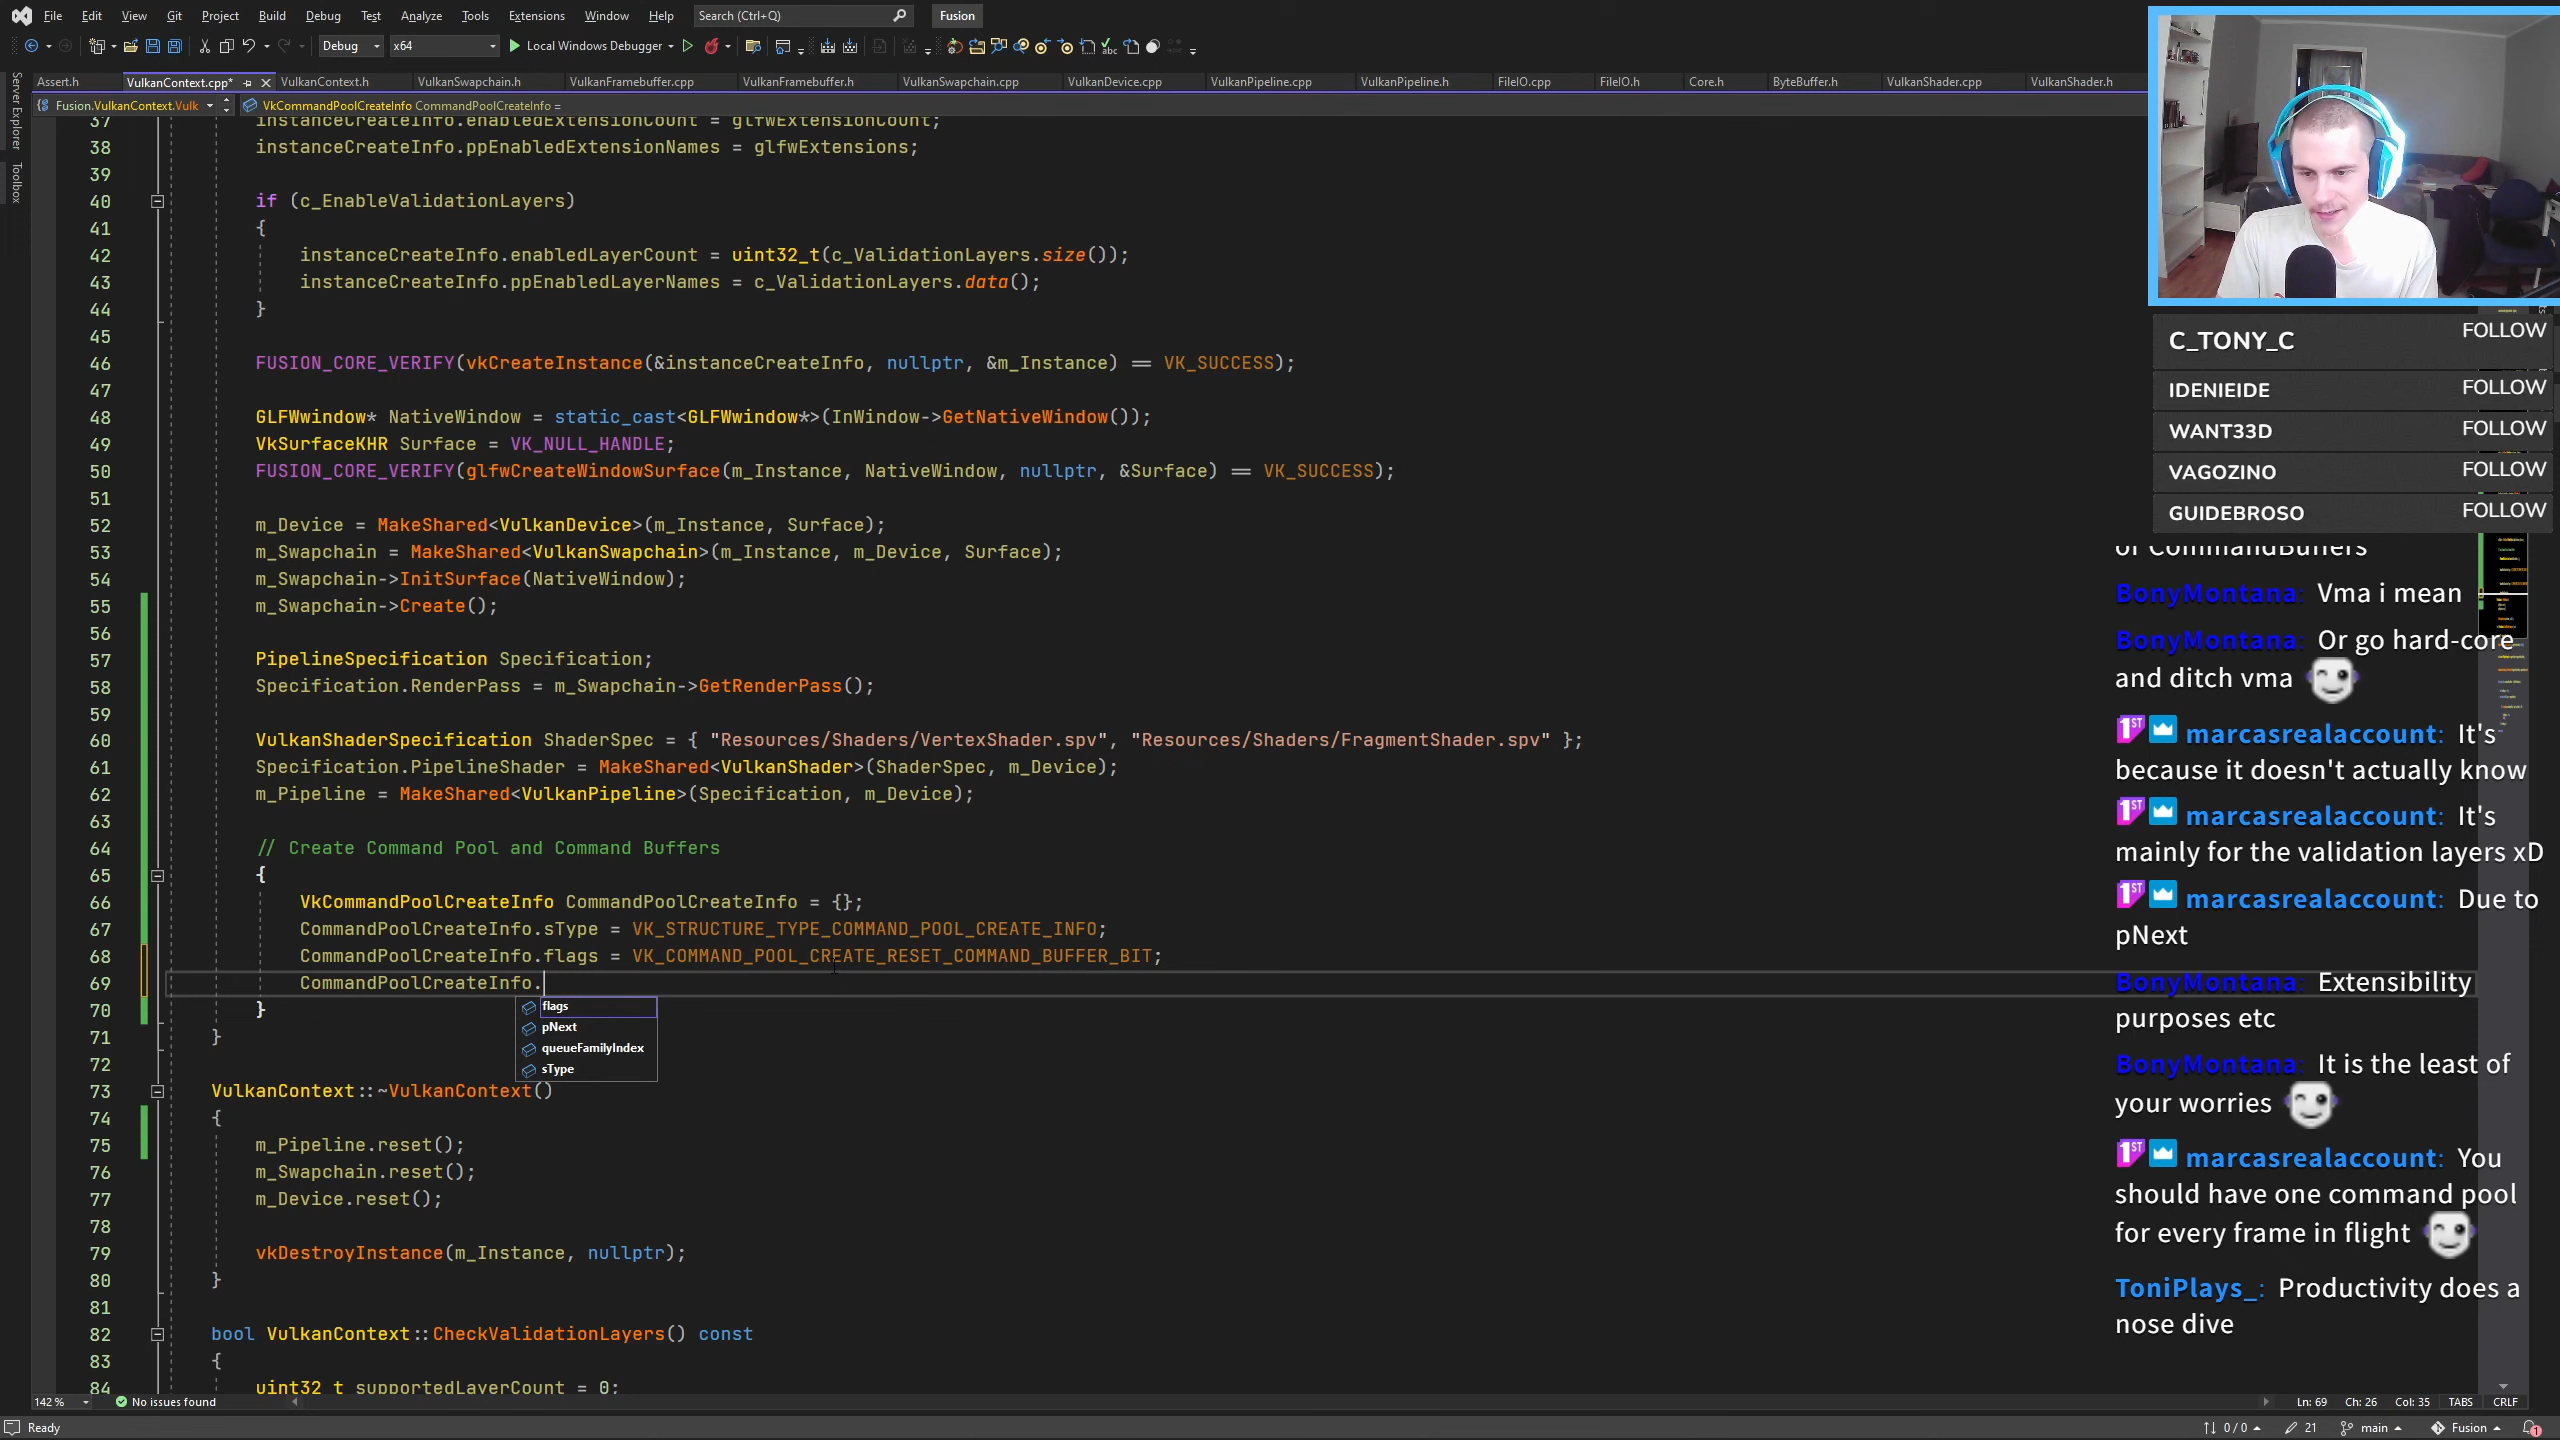 File Edit View Git Project Build Debug Test Analyze Tools Extensions Window Help Search (Ctrl+Q) Fusion
Debug x64 Local Windows Debugger
Assert.h VulkanContext.cpp* VulkanContext.h VulkanSwapchain.h VulkanFramebuffer.cpp VulkanFramebuffer.h VulkanSwapchain.cpp VulkanDevice.cpp VulkanPipeline.cpp VulkanPipeline.h FileIO.cpp FileIO.h Core.h ByteBuffer.h VulkanShader.cpp VulkanShader.h
Fusion.VulkanContext.Vulk VkCommandPoolCreateInfo CommandPoolCreateInfo =
Server Explorer
Toolbox
37 instanceCreateInfo.enabledExtensionCount = glfwExtensionCount;
38 instanceCreateInfo.ppEnabledExtensionNames = glfwExtensions;
39
40 if (c_EnableValidationLayers)
41 {
42 instanceCreateInfo.enabledLayerCount = uint32_t(c_ValidationLayers.size());
43 instanceCreateInfo.ppEnabledLayerNames = c_ValidationLayers.data();
44 }
45
46 FUSION_CORE_VERIFY(vkCreateInstance(&instanceCreateInfo, nullptr, &m_Instance) == VK_SUCCESS);
47
48 GLFWwindow* NativeWindow = static_cast<GLFWwindow*>(InWindow->GetNativeWindow());
49 VkSurfaceKHR Surface = VK_NULL_HANDLE;
50 FUSION_CORE_VERIFY(glfwCreateWindowSurface(m_Instance, NativeWindow, nullptr, &Surface) == VK_SUCCESS);
51
52 m_Device = MakeShared<VulkanDevice>(m_Instance, Surface);
53 m_Swapchain = MakeShared<VulkanSwapchain>(m_Instance, m_Device, Surface);
54 m_Swapchain->InitSurface(NativeWindow);
55 m_Swapchain->Create();
56
57 PipelineSpecification Specification;
58 Specification.RenderPass = m_Swapchain->GetRenderPass();
59
60 VulkanShaderSpecification ShaderSpec = { "Resources/Shaders/VertexShader.spv", "Resources/Shaders/FragmentShader.spv" };
61 Specification.PipelineShader = MakeShared<VulkanShader>(ShaderSpec, m_Device);
62 m_Pipeline = MakeShared<VulkanPipeline>(Specification, m_Device);
63
64 // Create Command Pool and Command Buffers
65 {
66 VkCommandPoolCreateInfo CommandPoolCreateInfo = {};
67 CommandPoolCreateInfo.sType = VK_STRUCTURE_TYPE_COMMAND_POOL_CREATE_INFO;
68 CommandPoolCreateInfo.flags = VK_COMMAND_POOL_CREATE_RESET_COMMAND_BUFFER_BIT;
69 CommandPoolCreateInfo.
70 }
flags
pNext
queueFamilyIndex
sType
71 }
72
73 VulkanContext::~VulkanContext()
74 {
75 m_Pipeline.reset();
76 m_Swapchain.reset();
77 m_Device.reset();
78
79 vkDestroyInstance(m_Instance, nullptr);
80 }
81
82 bool VulkanContext::CheckValidationLayers() const
83 {
84 uint32_t supportedLayerCount = 0;
C_TONY_C FOLLOW
IDENIEIDE FOLLOW
WANT33D FOLLOW
VAGOZINO FOLLOW
GUIDEBROSO FOLLOW
or CommandBuffers
BonyMontana: Vma i mean
BonyMontana: Or go hard-core
and ditch vma
1ST marcasrealaccount: It's
because it doesn't actually know
1ST marcasrealaccount: It's
mainly for the validation layers xD
1ST marcasrealaccount: Due to
pNext
BonyMontana: Extensibility
purposes etc
BonyMontana: It is the least of
your worries
1ST marcasrealaccount: You
should have one command pool
for every frame in flight
ToniPlays_: Productivity does a
nose dive
142 % No issues found Ln: 69 Ch: 26 Col: 35 TABS CRLF
Ready 0 / 0 21 main Fusion 1